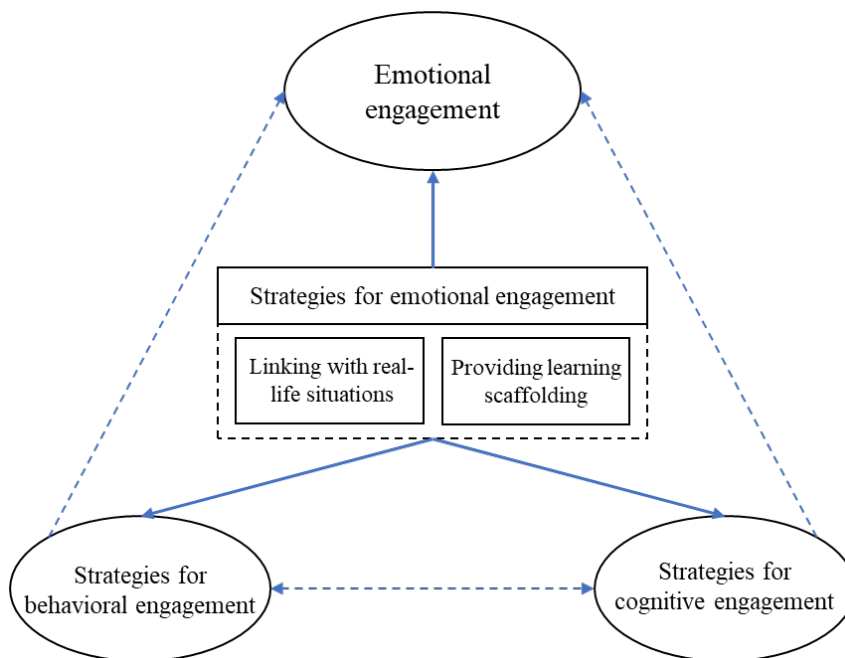 Emotional
engagement
Strategies for emotional engagement
Linking with real-
life situations
Providing learning
scaffolding
Strategies for
behavioral engagement
Strategies for
cognitive engagement